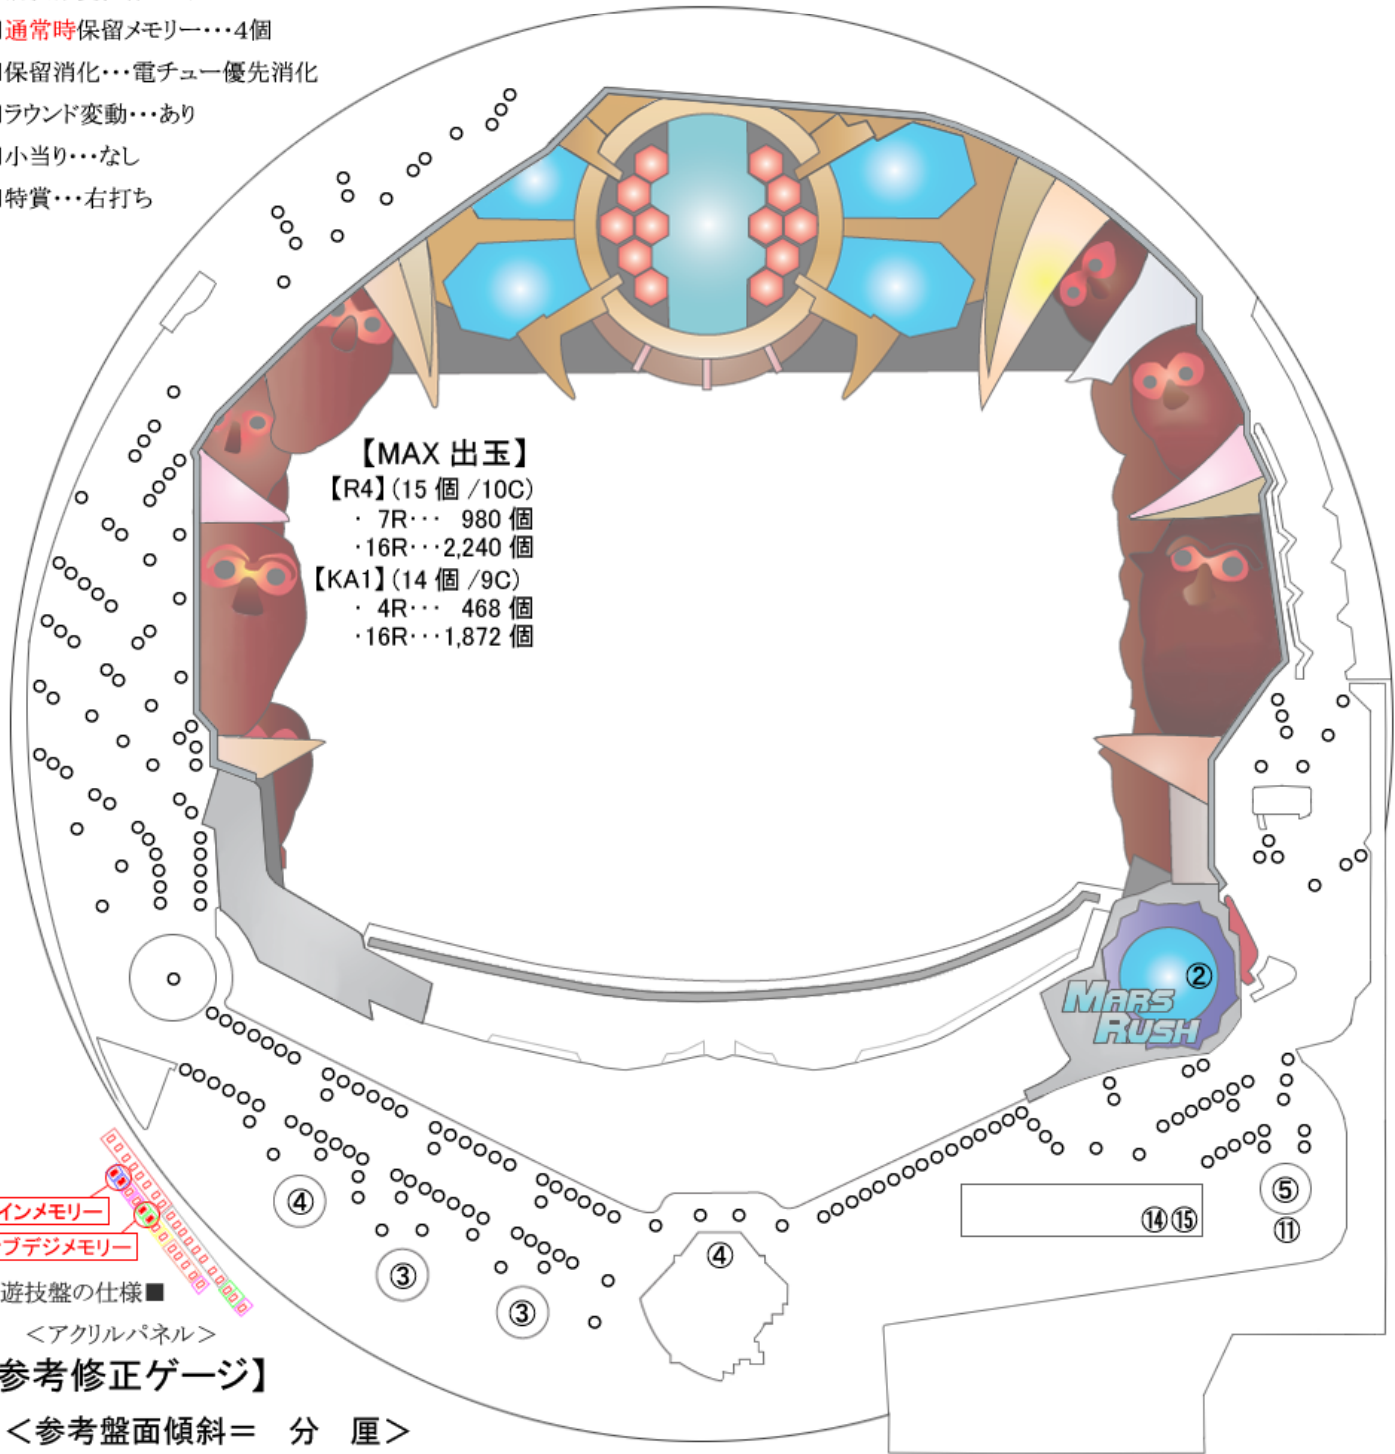 通常時保留メモリー・・・4個
保留消化・・・電チュー優先消化
ラウンド変動・・・あり
小当り・・・なし
特賞・・・右打ち
【MAX 出玉】
【R4】(15 個 /10C)
・ 7R・・・ 980 個
・16R・・・2,240 個
【KA1】(14 個 /9C)
・ 4R・・・ 468 個
・16R・・・1,872 個
②
MARS
RUSH
④
③
③
④
⑭⑮
⑤
⑪
インメモリー
ブデジメモリー
遊技盤の仕様■
＜アクリルパネル＞
参考修正ゲージ】
＜参考盤面傾斜＝ 分 厘＞